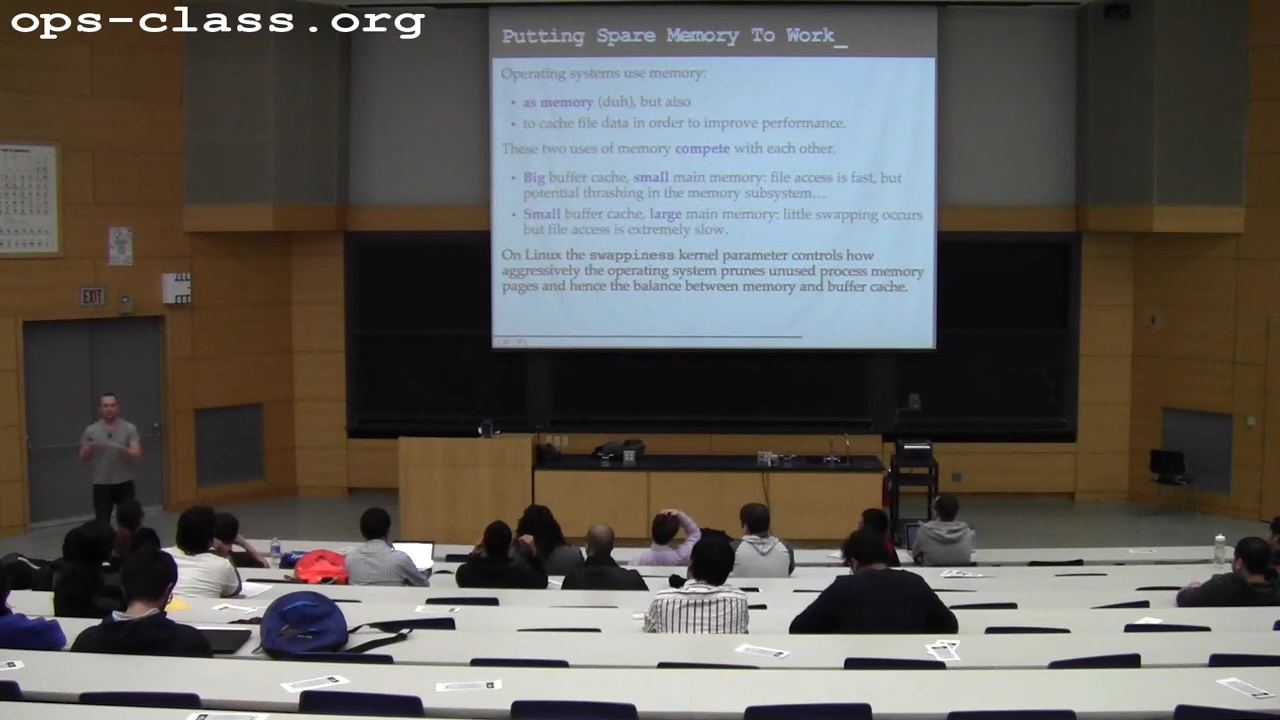 ops-class.org
Putting Spare Memory To Work_
Operating systems use memory:
• as memory (duh), but also
• to cache file data in order to improve performance.
These two uses of memory compete with each other.
• Big buffer cache, small main memory: file access is fast, but
potential thrashing in the memory subsystem...
• Small buffer cache, large main memory: little swapping occurs
but file access is extremely slow.
On Linux the swappiness kernel parameter controls how
aggressively the operating system prunes unused process memory
pages and hence the balance between memory and buffer cache.
EXIT